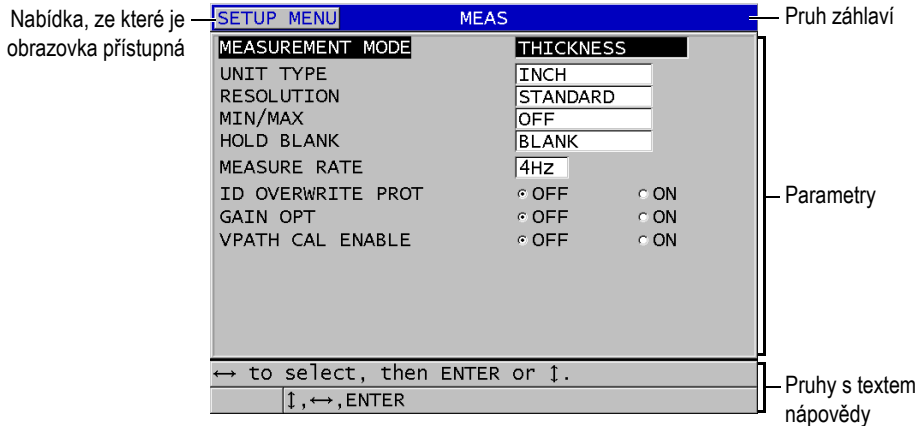 Nabídka, ze které je
obrazovka přístupná
SETUP MENU MEAS
Pruh záhlaví
MEASUREMENT MODE THICKNESS
UNIT TYPE INCH
RESOLUTION STANDARD
MIN/MAX OFF
HOLD BLANK BLANK
MEASURE RATE 4Hz
ID OVERWRITE PROT OFF ON
GAIN OPT OFF ON
VPATH CAL ENABLE OFF ON
Parametry
↔ to select, then ENTER or ↕.
↕,↔,ENTER
Pruhy s textem
nápovědy